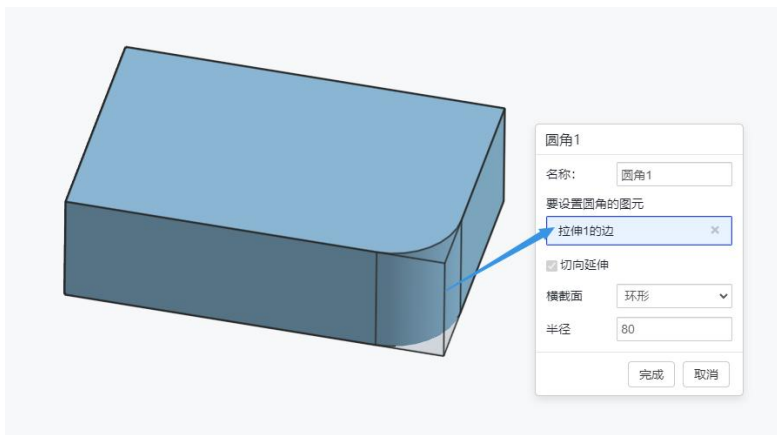 圆角1
名称: 圆角1
要设置圆角的图元
拉伸1的边 ×
切向延伸
横截面 环形
半径 80
完成 取消